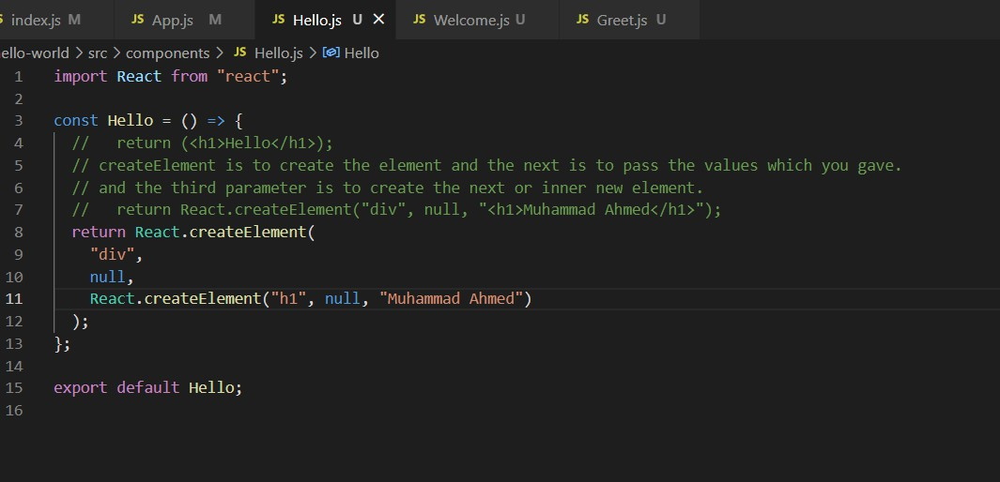 index.js M JS App.js M JS Hello.js U × JS Welcome.js U JS Greet.js U
ello-world > src > components > JS Hello.js > Hello
1 import React from "react";
2
3 const Hello = () => {
4   //   return (<h1>Hello</h1>);
5   // createElement is to create the element and the next is to pass the values which you gave.
6   // and the third parameter is to create the next or inner new element.
7   //   return React.createElement("div", null, "<h1>Muhammad Ahmed</h1>");
8   return React.createElement(
9     "div",
10     null,
11     React.createElement("h1", null, "Muhammad Ahmed")
12   );
13 };
14
15 export default Hello;
16